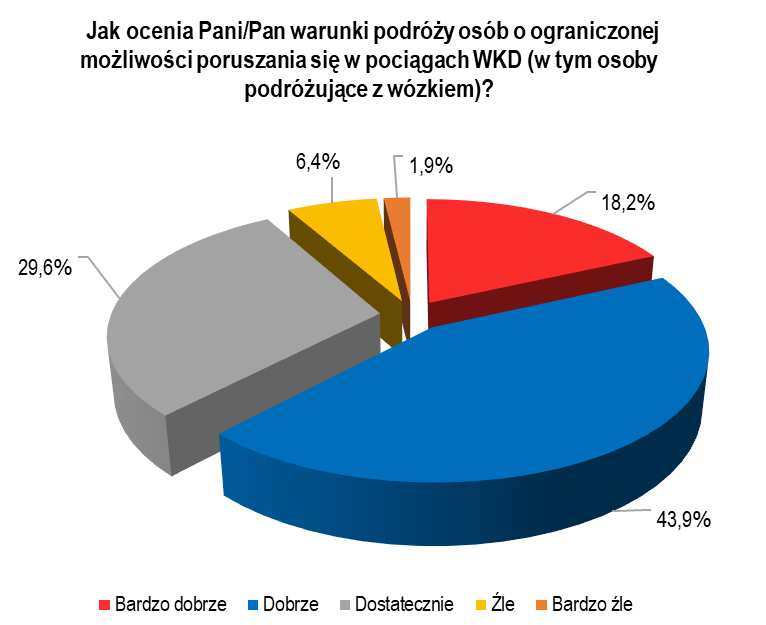 Jak ocenia Pani/Pan warunki podróży osób o ograniczonej
możliwości poruszania się w pociągach WKD (w tym osoby
podróżujące z wózkiem)?
6,4%
1,9%
18,2%
29,6%
43,9%
Bardzo dobrze
Dobrze
Dostatecznie
Źle
Bardzo źle